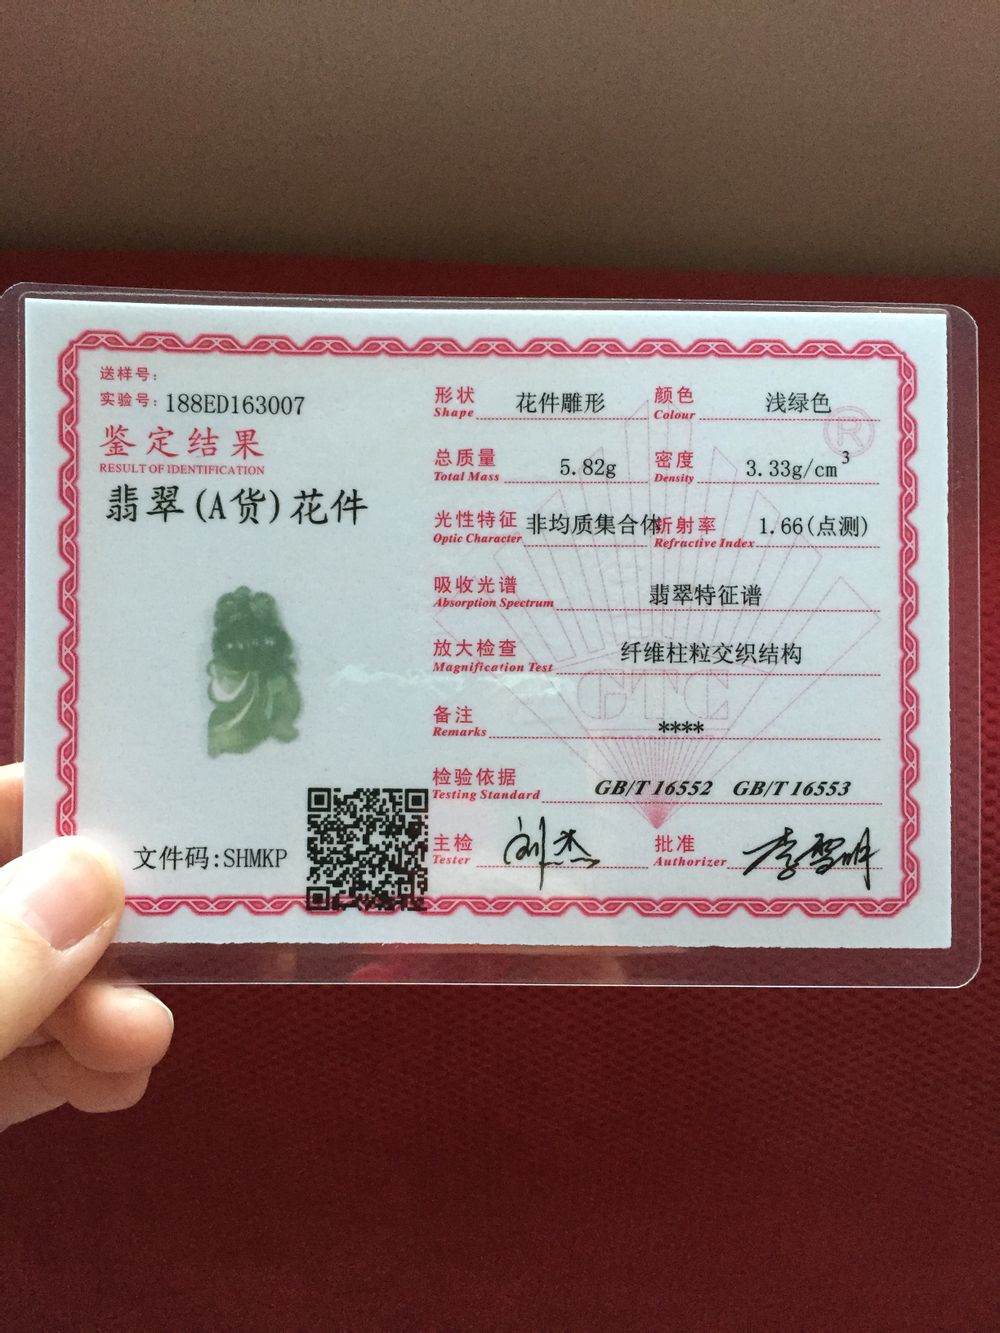 送样号:
实验号: 188ED163007
鉴定结果
RESULT OF IDENTIFICATION
翡翠(A货)花件
文件码:SHMKP
形状 花件雕形 颜色 浅绿色
Shape Colour
总质量 5.82g 密度 3.33g/cm³
Total Mass Density
光性特征 非均质集合体 折射率 1.66(点测)
Optic Character Refractive Index
吸收光谱 翡翠特征谱
Absorption Spectrum
放大检查 纤维柱粒交织结构
Magnification Test
备注 ****
Remarks
检验依据 GB/T 16552 GB/T 16553
Testing Standard
主检 刘杰 批准 李雪明
Tester Authorizer
GTC
®